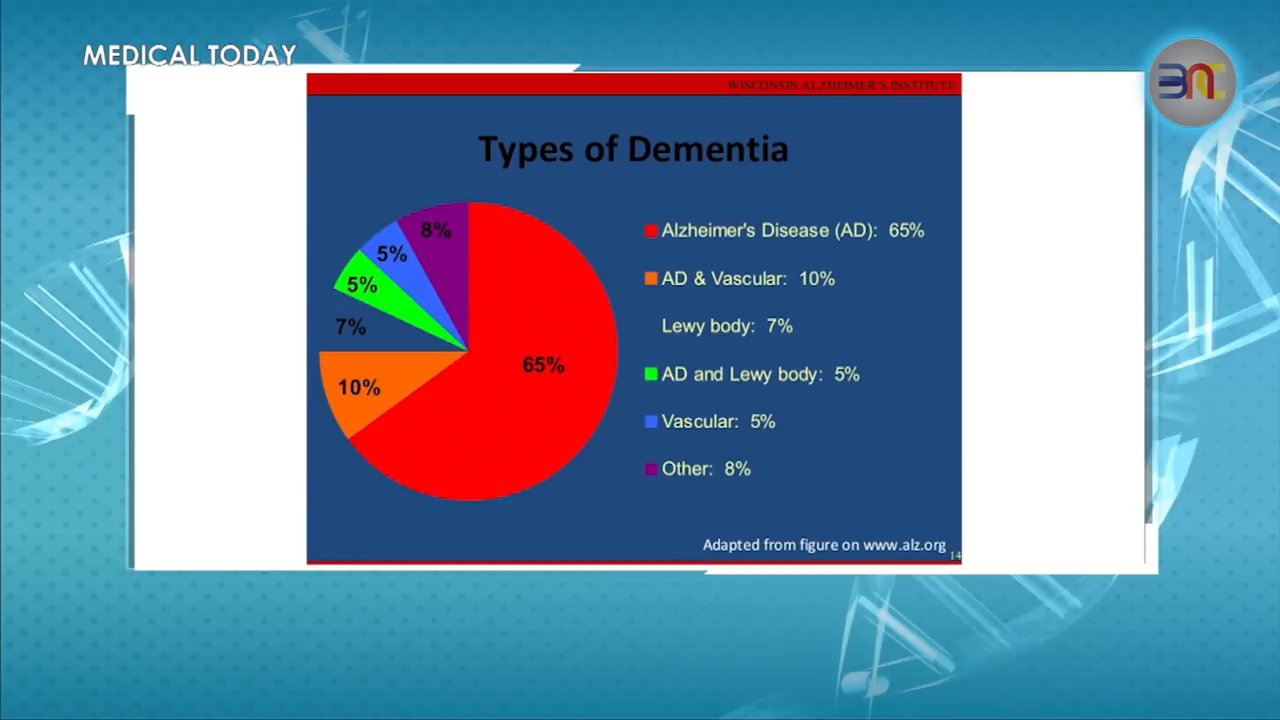 MEDICAL TODAY
BNC
WISCONSIN ALZHEIMER'S INSTITUTE
Types of Dementia
8%
5%
5%
7%
10%
65%
Alzheimer's Disease (AD): 65%
AD & Vascular: 10%
Lewy body: 7%
AD and Lewy body: 5%
Vascular: 5%
Other: 8%
Adapted from figure on www.alz.org
14